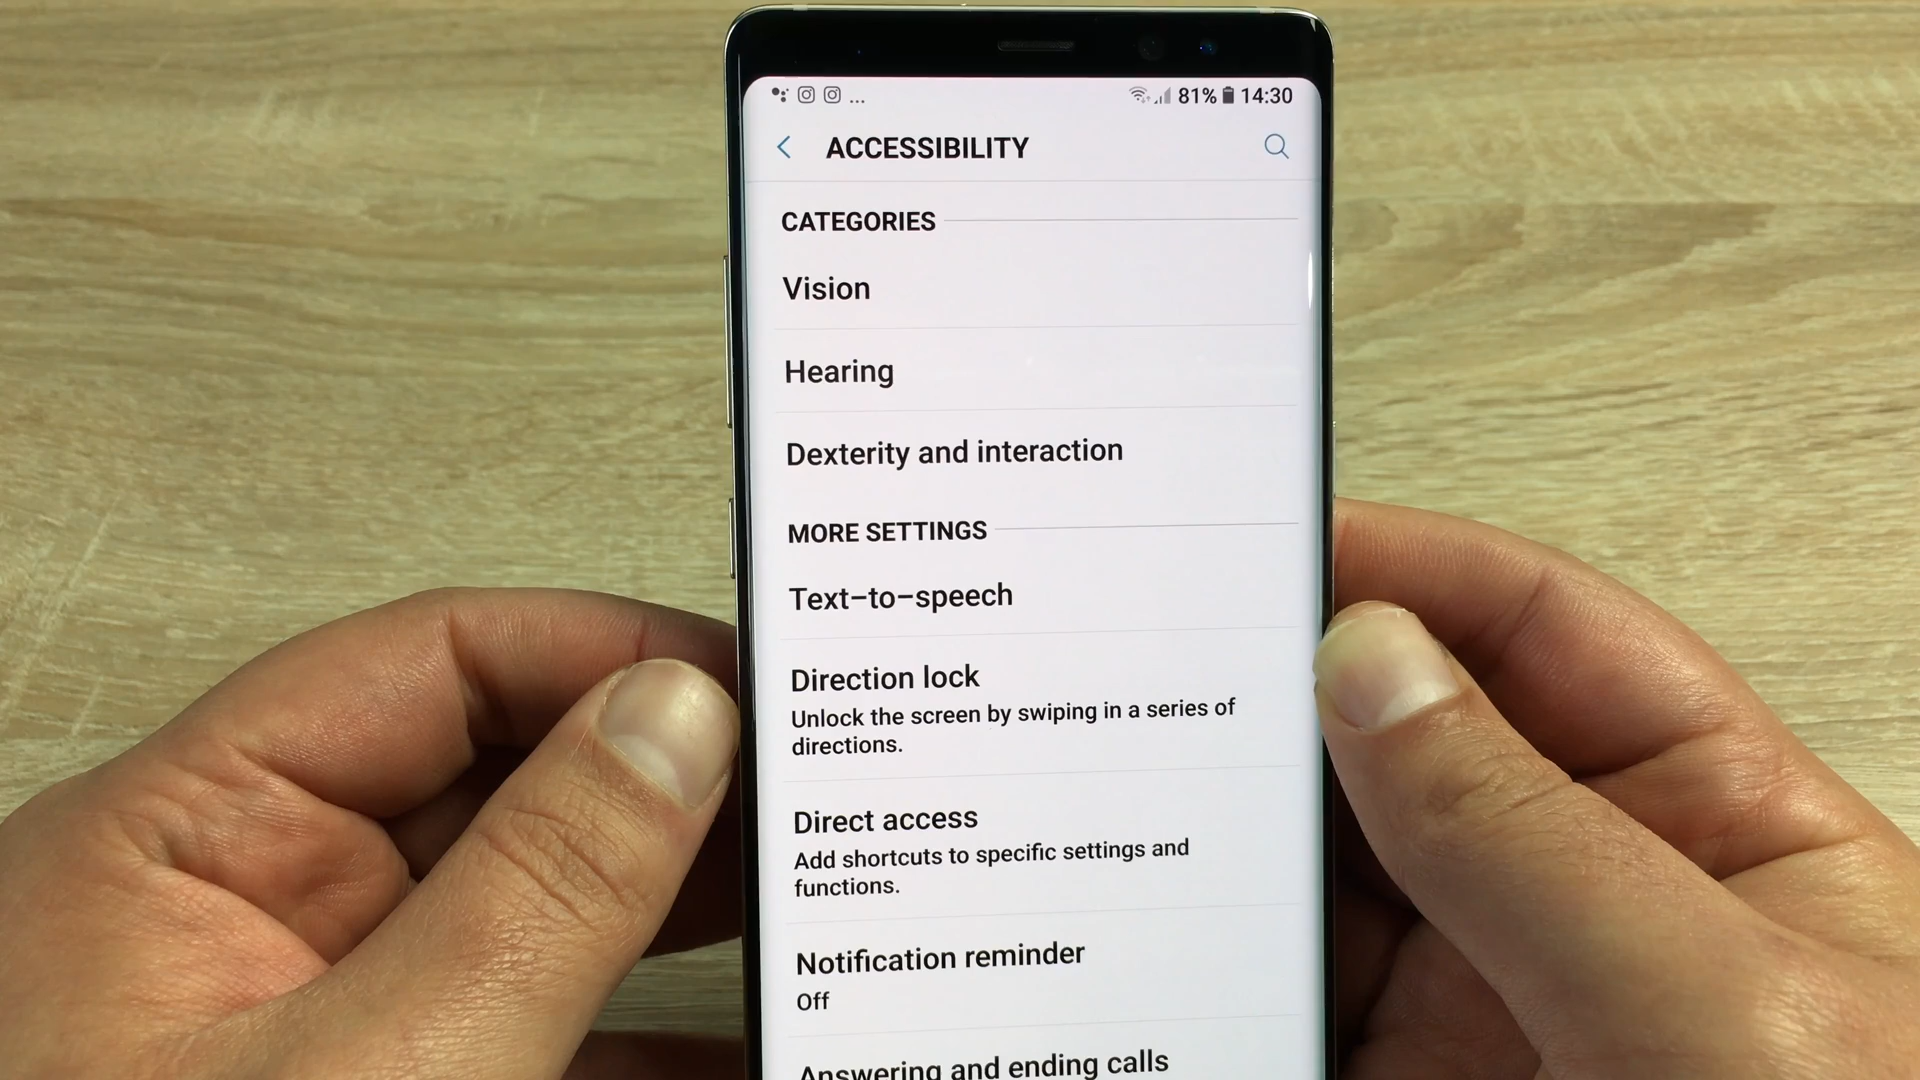 ... 81% 14:30
ACCESSIBILITY
CATEGORIES
Vision
Hearing
Dexterity and interaction
MORE SETTINGS
Text-to-speech
Direction lock
Unlock the screen by swiping in a series of
directions.
Direct access
Add shortcuts to specific settings and
functions.
Notification reminder
Off
Answering and ending calls